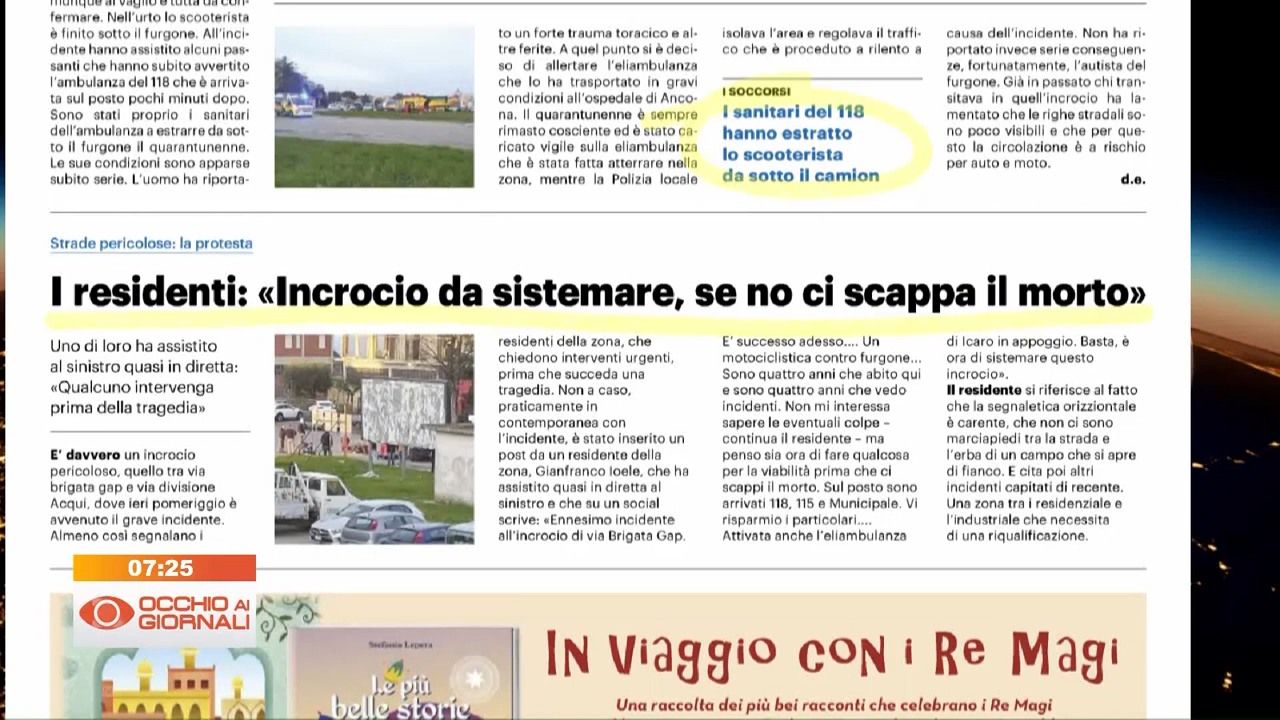 munque al vaglio e tutta da con-
fermare. Nell'urto lo scooterista
è finito sotto il furgone. All'inci-
dente hanno assistito alcuni pas-
santi che hanno subito avvertito
l'ambulanza del 118 che è arriva-
ta sul posto pochi minuti dopo.
Sono stati proprio i sanitari
dell'ambulanza a estrarre da sot-
to il furgone il quarantunenne.
Le sue condizioni sono apparse
subito serie. L'uomo ha riporta-
to un forte trauma toracico e al-
tre ferite. A quel punto si è deci-
so di allertare l'eliambulanza
che lo ha trasportato in gravi
condizioni all'ospedale di Anco-
na. Il quarantunenne è sempre
rimasto cosciente ed è stato ca-
ricato vigile sulla eliambulanza
che è stata fatta atterrare nella
zona, mentre la Polizia locale
isolava l'area e regolava il traffi-
co che è proceduto a rilento a
I SOCCORSI
I sanitari del 118
hanno estratto
lo scooterista
da sotto il camion
causa dell'incidente. Non ha ri-
portato invece serie conseguen-
ze, fortunatamente, l'autista del
furgone. Già in passato chi tran-
sitava in quell'incrocio ha la-
mentato che le righe stradali so-
no poco visibili e che per que-
sto la circolazione è a rischio
per auto e moto.
d.e.
Strade pericolose: la protesta
I residenti: «Incrocio da sistemare, se no ci scappa il morto»
Uno di loro ha assistito
al sinistro quasi in diretta:
«Qualcuno intervenga
prima della tragedia»
E' davvero un incrocio
pericoloso, quello tra via
brigata gep e via divisione
Acqui, dove ieri pomeriggio è
avvenuto il grave incidente.
Almeno così segnalano i
residenti della zona, che
chiedono interventi urgenti,
prima che succeda una
tragedia. Non a caso,
praticamente in
contemporanea con
l'incidente, è stato inserito un
post da un residente della
zona, Gianfranco Ioele, che ha
assistito quasi in diretta al
sinistro e che su un social
scrive: «Ennesimo incidente
all'incrocio di via Brigata Gap.
E' successo adesso.... Un
motociclistica contro furgone...
Sono quattro anni che abito qui
e sono quattro anni che vedo
incidenti. Non mi interessa
sapere le eventuali colpe –
continua il residente – ma
penso sia ora di fare qualcosa
per la viabilità prima che ci
scappi il morto. Sul posto sono
arrivati 118, 115 e Municipale. Vi
risparmio i particolari....
Attivata anche l'eliambulanza
di Icaro in appoggio. Basta, è
ora di sistemare questo
incrocio».
Il residente si riferisce al fatto
che la segnaletica orizziontale
è carente, che non ci sono
marciapiedi tra la strada e
l'erba di un campo che si apre
di fianco. E cita poi altri
incidenti capitati di recente.
Una zona tra i residenziale e
l'industriale che necessita
di una riqualificazione.
07:25
OCCHIO AI
GIORNALI
Stefania Lepera
Le più
belle storie
IN VIaggio coN i Re Magi
Una raccolta dei più bei racconti che celebrano i Re Magi